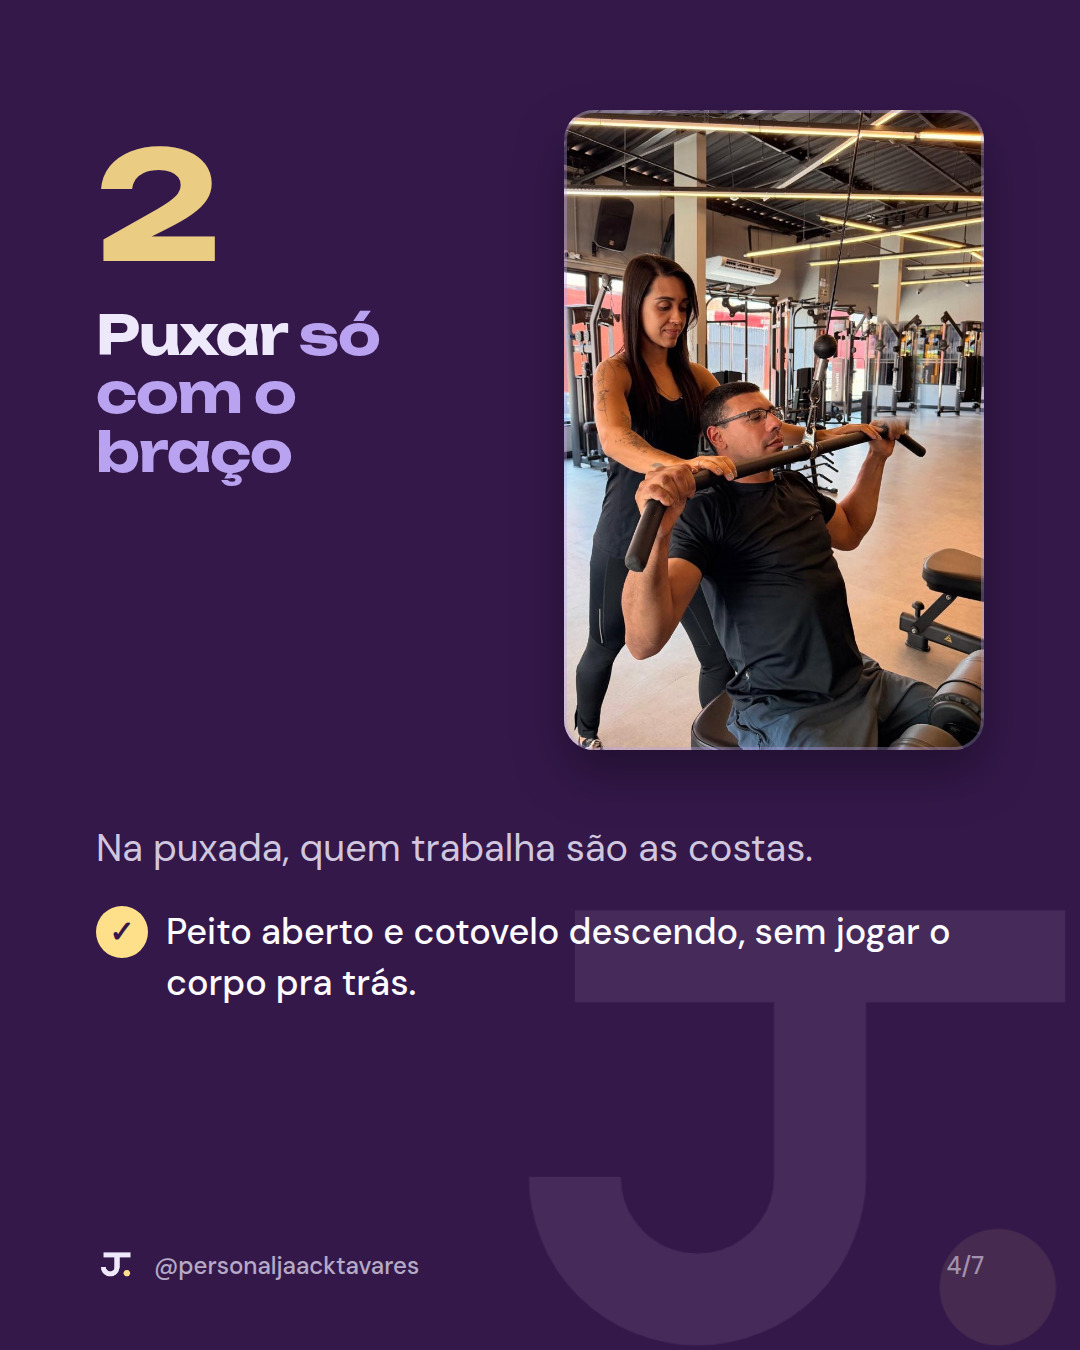 2
Puxar só
com o
braço
Na puxada, quem trabalha são as costas.
✓ Peito aberto e cotovelo descendo, sem jogar o
corpo pra trás.
J.
J. @personaljaacktavares
4/7